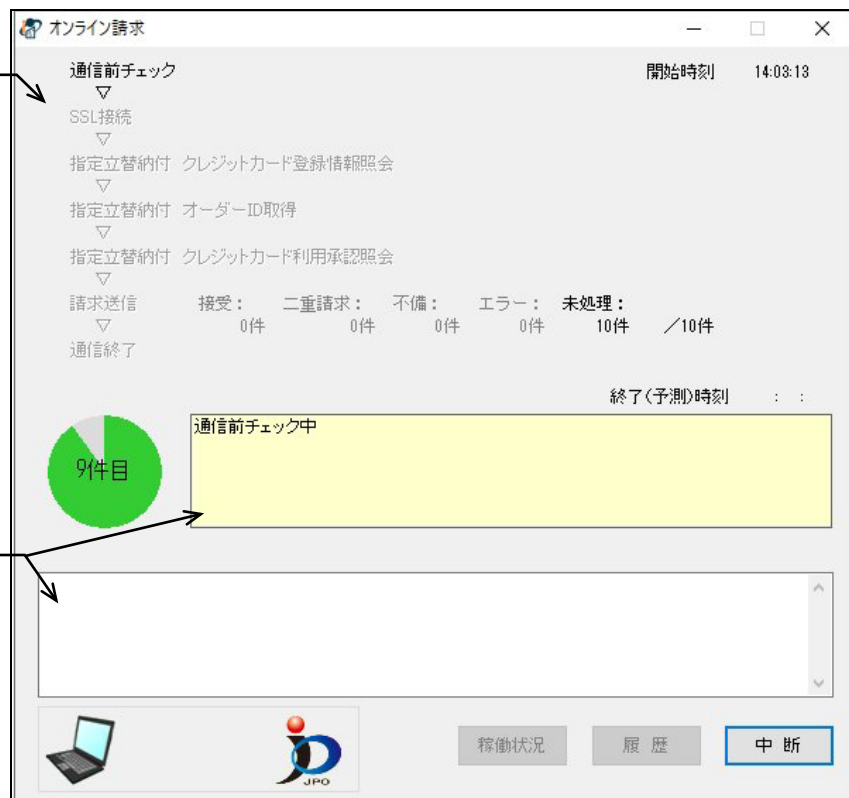 オンライン請求
通信前チェック 開始時刻 14:03:13
▽
SSL接続
▽
指定立替納付 クレジットカード登録情報照会
▽
指定立替納付 オーダーID取得
▽
指定立替納付 クレジットカード利用承認照会
▽
請求送信 接受: 二重請求: 不備: エラー: 未処理:
▽ 0件 0件 0件 0件 10件 /10件
通信終了
終了(予測)時刻 : :
通信前チェック中
9件目
稼働状況 履歴 中断
JPO